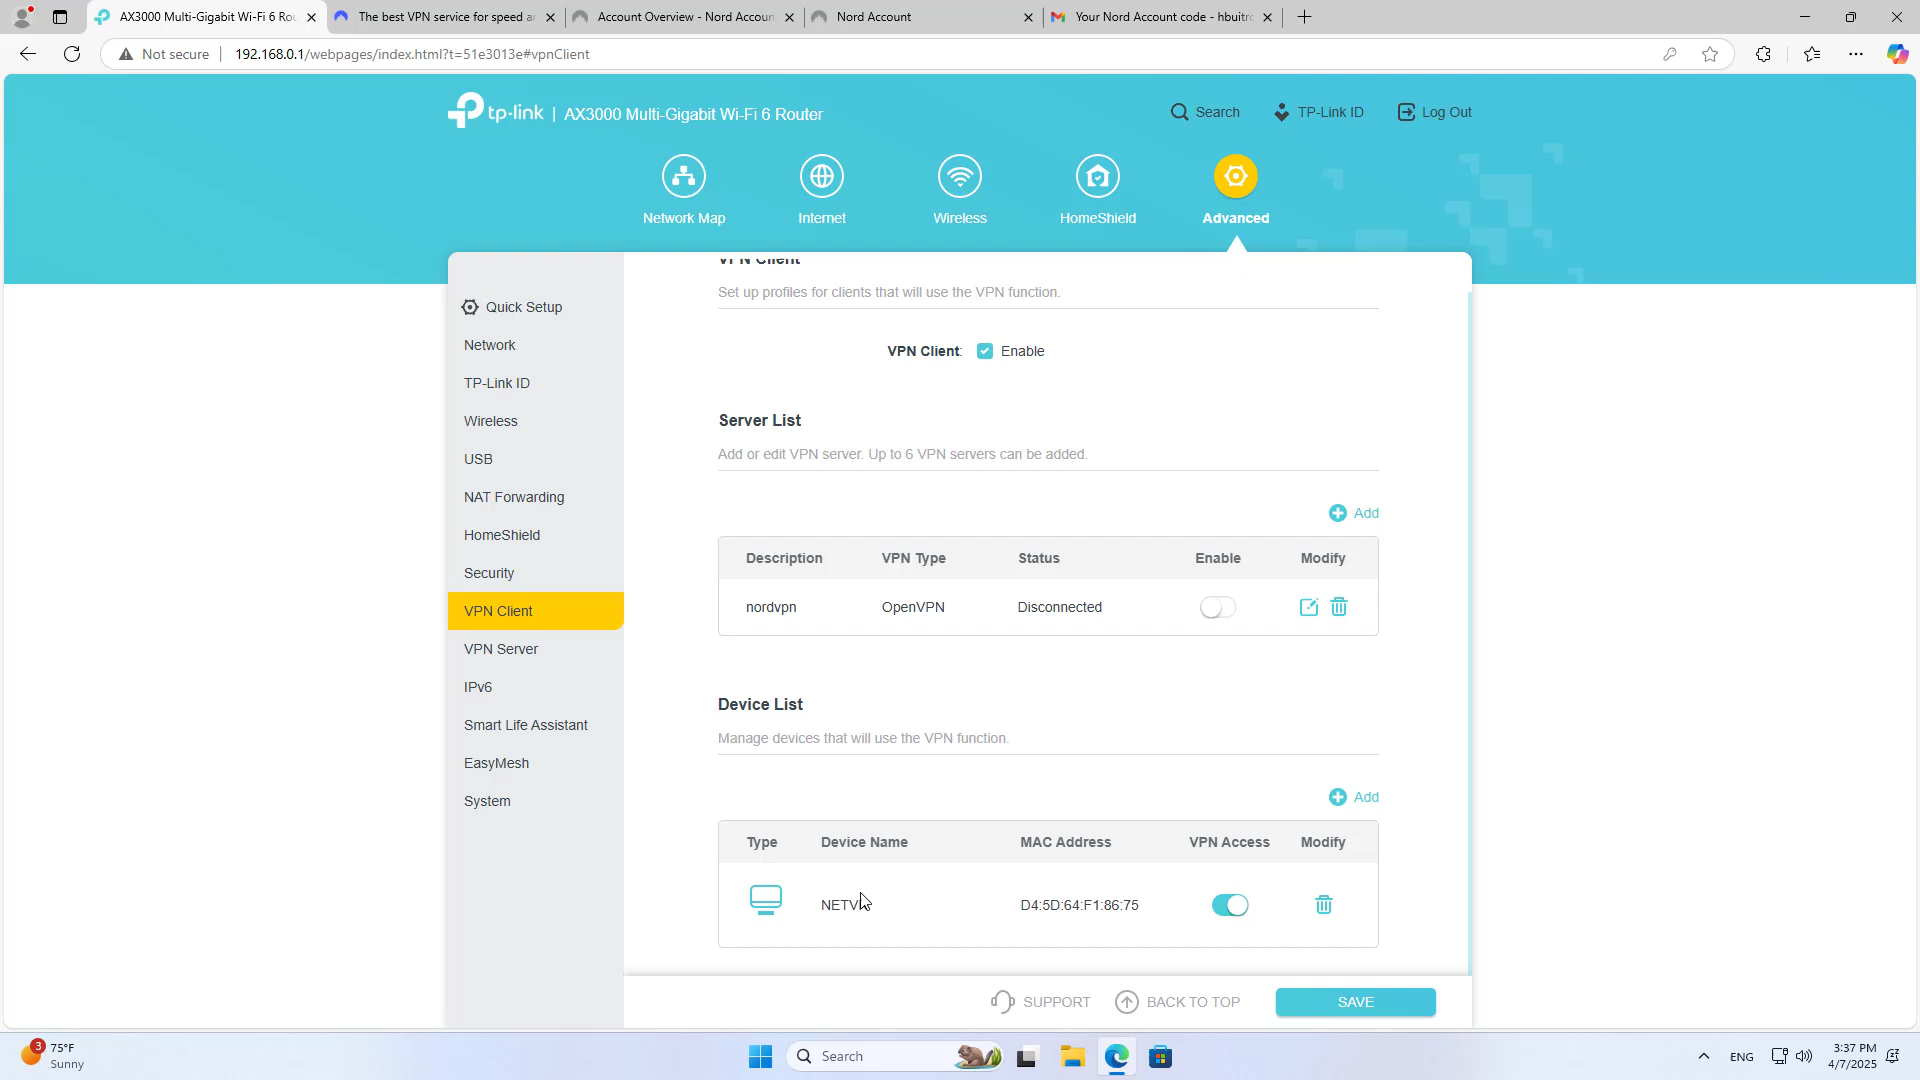 AX3000 Multi-Gigabit Wi-Fi 6 Rou
The best VPN service for speed ar
Account Overview - Nord Accoun
Nord Account
Your Nord Account code - hbuitro
Not secure
192.168.0.1/webpages/index.html?t=51e3013e#vpnClient
tp-link | AX3000 Multi-Gigabit Wi-Fi 6 Router
Search
TP-Link ID
Log Out
Network Map
Internet
Wireless
HomeShield
Advanced
Quick Setup
Network
TP-Link ID
Wireless
USB
NAT Forwarding
HomeShield
Security
VPN Client
VPN Server
IPv6
Smart Life Assistant
EasyMesh
System
VPN Client
Set up profiles for clients that will use the VPN function.
VPN Client: Enable
Server List
Add or edit VPN server. Up to 6 VPN servers can be added.
Add
Description VPN Type Status Enable Modify
nordvpn OpenVPN Disconnected
Device List
Manage devices that will use the VPN function.
Add
Type Device Name MAC Address VPN Access Modify
D4:5D:64:F1:86:75
SUPPORT
BACK TO TOP
SAVE
3
75°F
Sunny
Search
ENG
3:37 PM
4/7/2025